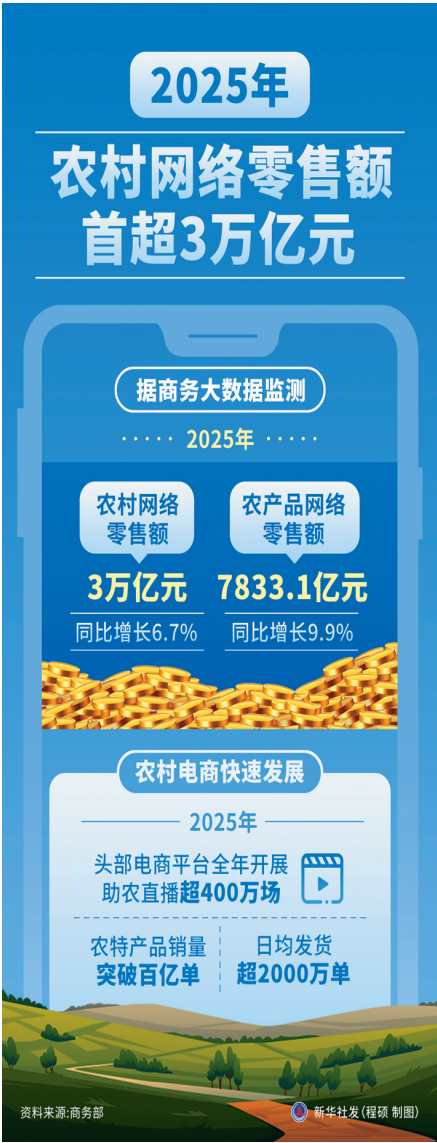 2025年
农村网络零售额
首超3万亿元
据商务大数据监测
2025年
农村网络
零售额
3万亿元
同比增长6.7%
农产品网络
零售额
7833.1亿元
同比增长9.9%
农村电商快速发展
2025年
头部电商平台全年开展
助农直播超400万场
农特产品销量
突破百亿单
日均发货
超2000万单
资料来源:商务部
新华社发(程硕 制图)